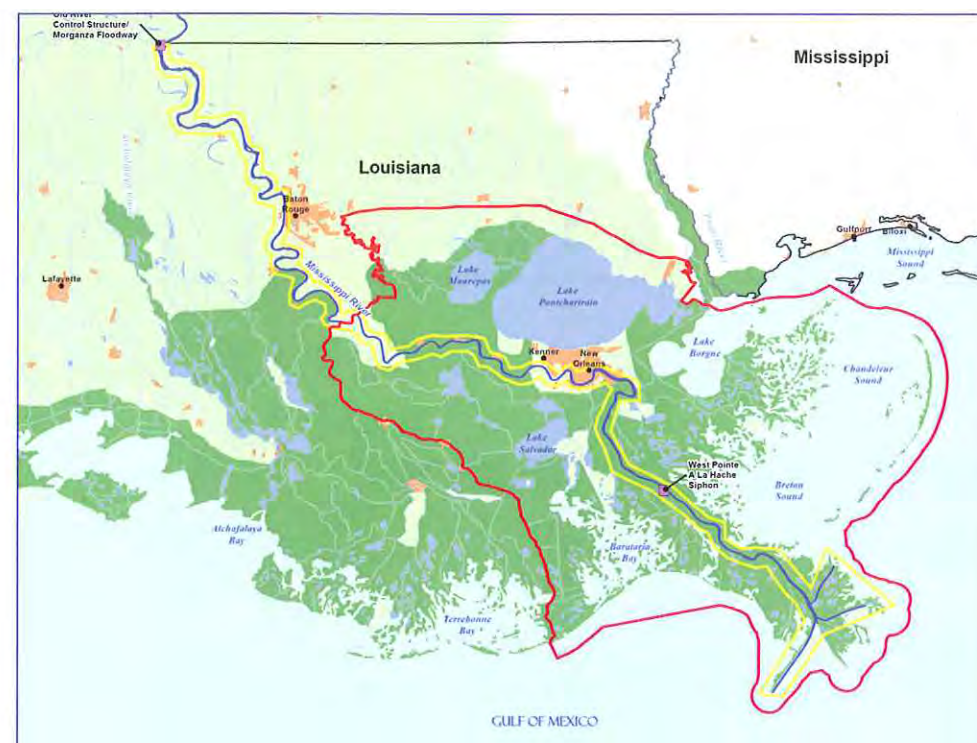 Old River
Control Structure/
Morganza Floodway
Mississippi
Louisiana
Baton
Rouge
Gulfport
Biloxi
Mississippi
Sound
Lafayette
Mississippi River
Lake
Maurepas
Lake
Pontchartrain
Pearl River
Kenner
New
Orleans
Lake
Borgne
Chandeleur
Sound
Lake
Salvador
West Pointe
A La Hache
Siphon
Breton
Sound
Atchafalaya
Bay
Barataria
Bay
Terrebonne
Bay
GULF OF MEXICO